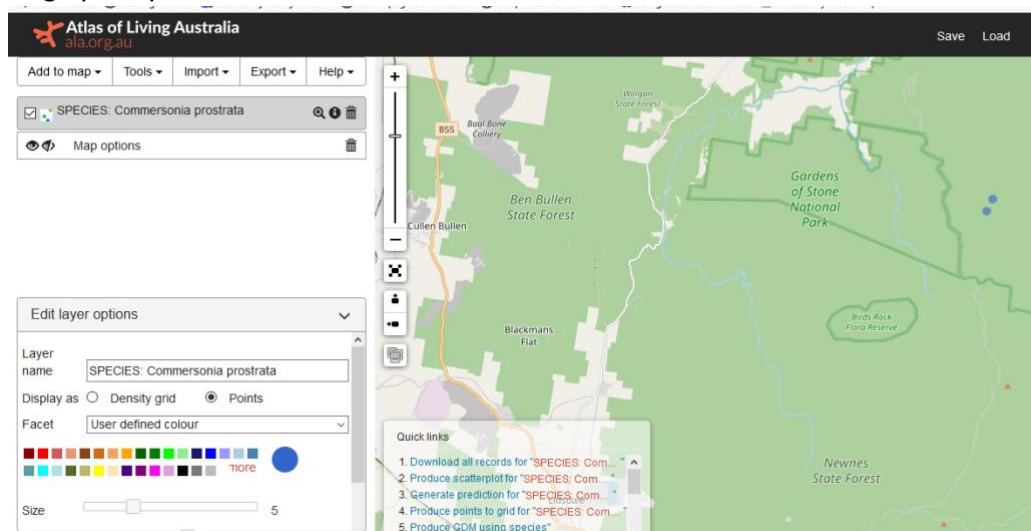 Atlas of Living Australia
ala.org.au
Save Load
Add to map Tools Import Export Help
SPECIES: Commersonia prostrata
Map options
Edit layer options
Layer name SPECIES: Commersonia prostrata
Display as Density grid Points
Facet User defined colour
more
Size 5
+
−
Wolgan
State Forest
B55
Baal Bone
Colliery
Gardens
of Stone
National
Park
Ben Bullen
State Forest
Cullen Bullen
Birds Rock
Flora Reserve
Blackmans
Flat
Newnes
State Forest
Quick links
1. Download all records for "SPECIES: Com... "
2. Produce scatterplot for "SPECIES: Com... "
3. Generate prediction for "SPECIES: Com... "
4. Produce points to grid for "SPECIES: Com... "
5. Produce GDM using species"